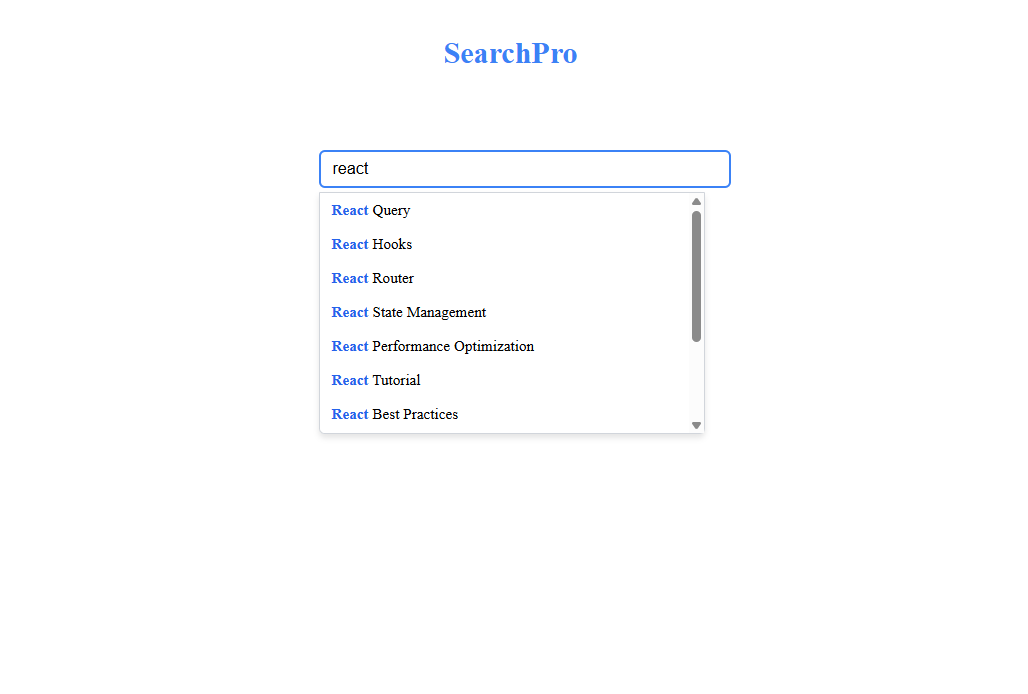 SearchPro
react
React Query
React Hooks
React Router
React State Management
React Performance Optimization
React Tutorial
React Best Practices